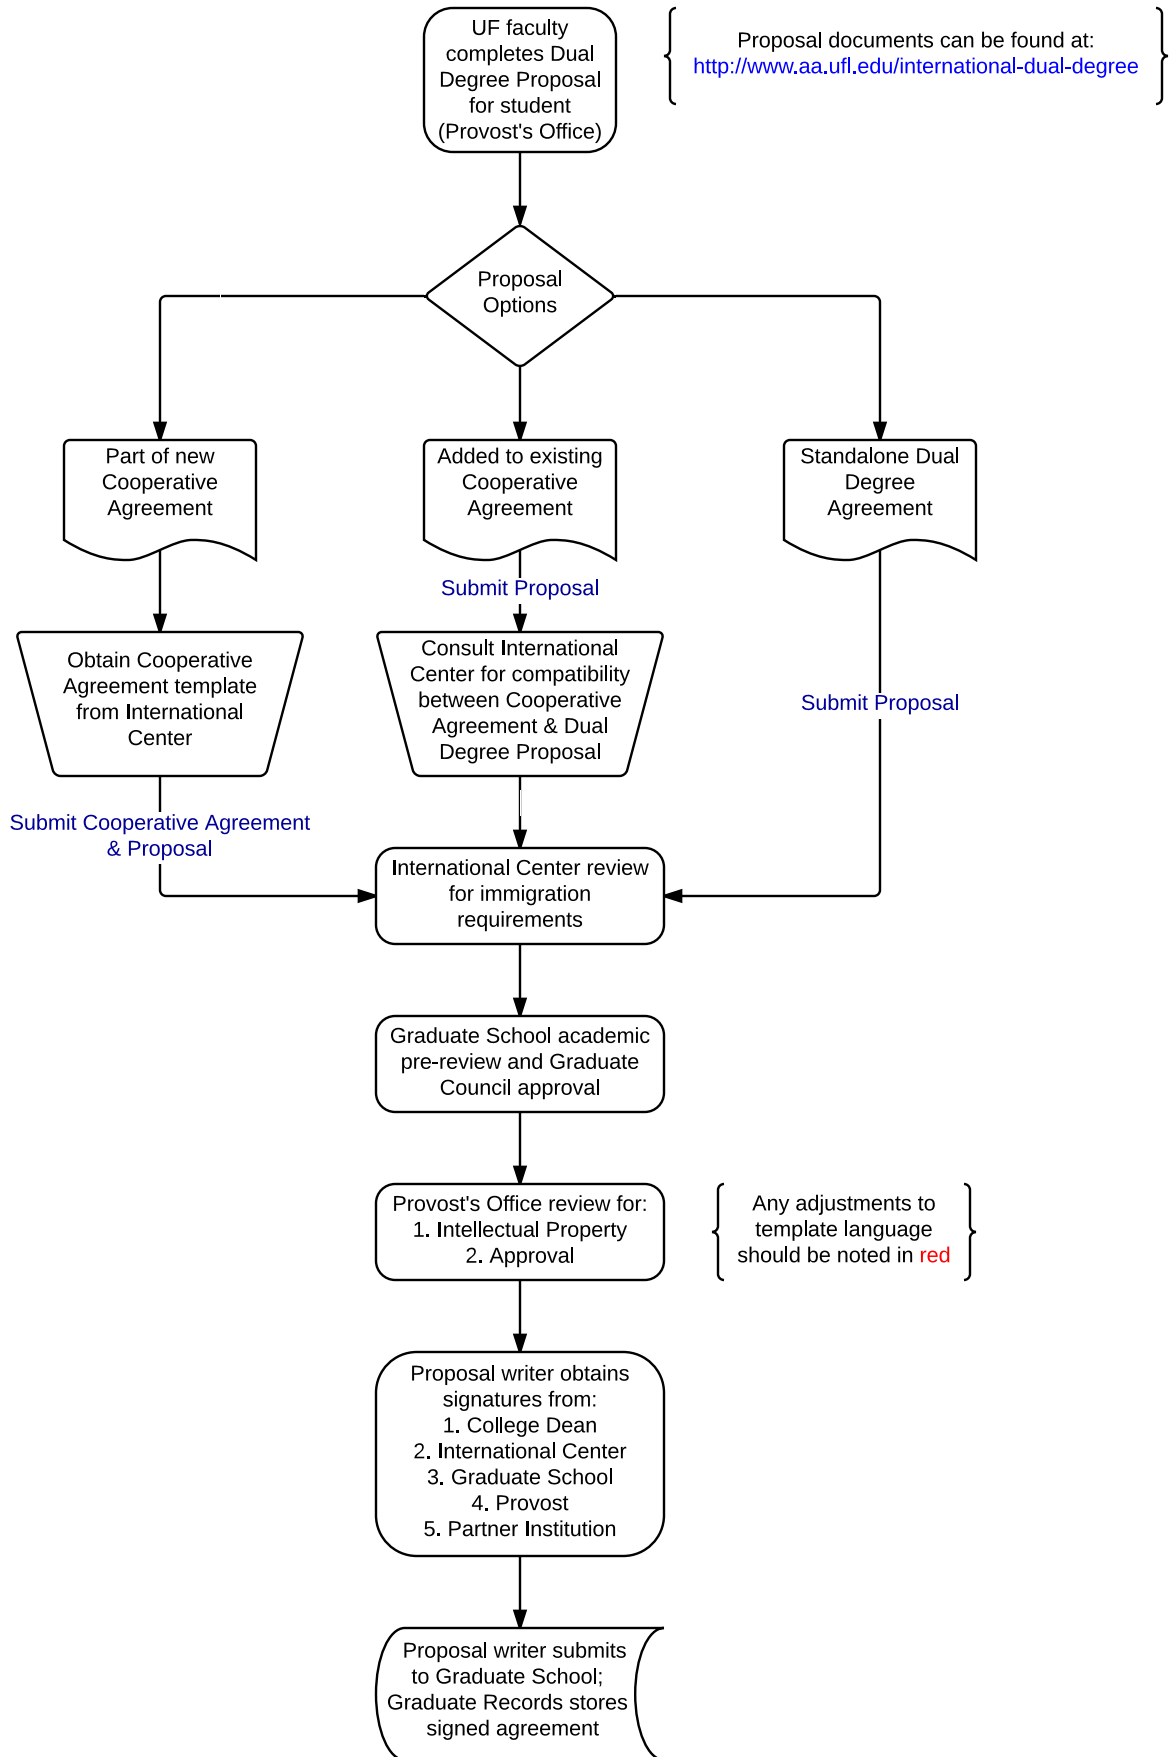 UF faculty
completes Dual
Degree Proposal
for student
(Provost's Office)
Proposal documents can be found at:
http://www.aa.ufl.edu/international-dual-degree
Proposal
Options
Part of new
Cooperative
Agreement
Added to existing
Cooperative
Agreement
Standalone Dual
Degree
Agreement
Submit Proposal
Obtain Cooperative
Agreement template
from International
Center
Consult International
Center for compatibility
between Cooperative
Agreement & Dual
Degree Proposal
Submit Proposal
Submit Cooperative Agreement
& Proposal
International Center review
for immigration
requirements
Graduate School academic
pre-review and Graduate
Council approval
Provost's Office review for:
1. Intellectual Property
2. Approval
Any adjustments to
template language
should be noted in red
Proposal writer obtains
signatures from:
1. College Dean
2. International Center
3. Graduate School
4. Provost
5. Partner Institution
Proposal writer submits
to Graduate School;
Graduate Records stores
signed agreement